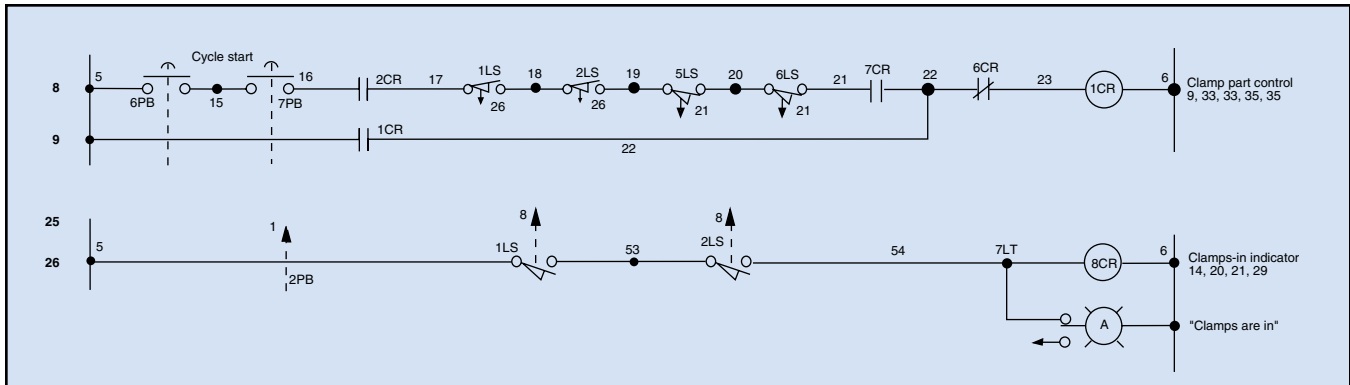 Cycle start
8 5 6PB 15 7PB 16 2CR 17 1LS 26 18 2LS 26 19 5LS 21 20 6LS 21 21 7CR 22 6CR 23 1CR 6 Clamp part control
9, 33, 33, 35, 35
9 1CR 22
25
26 5 1 2PB 1LS 8 53 2LS 8 54 7LT 8CR 6 Clamps-in indicator
14, 20, 21, 29
A "Clamps are in"